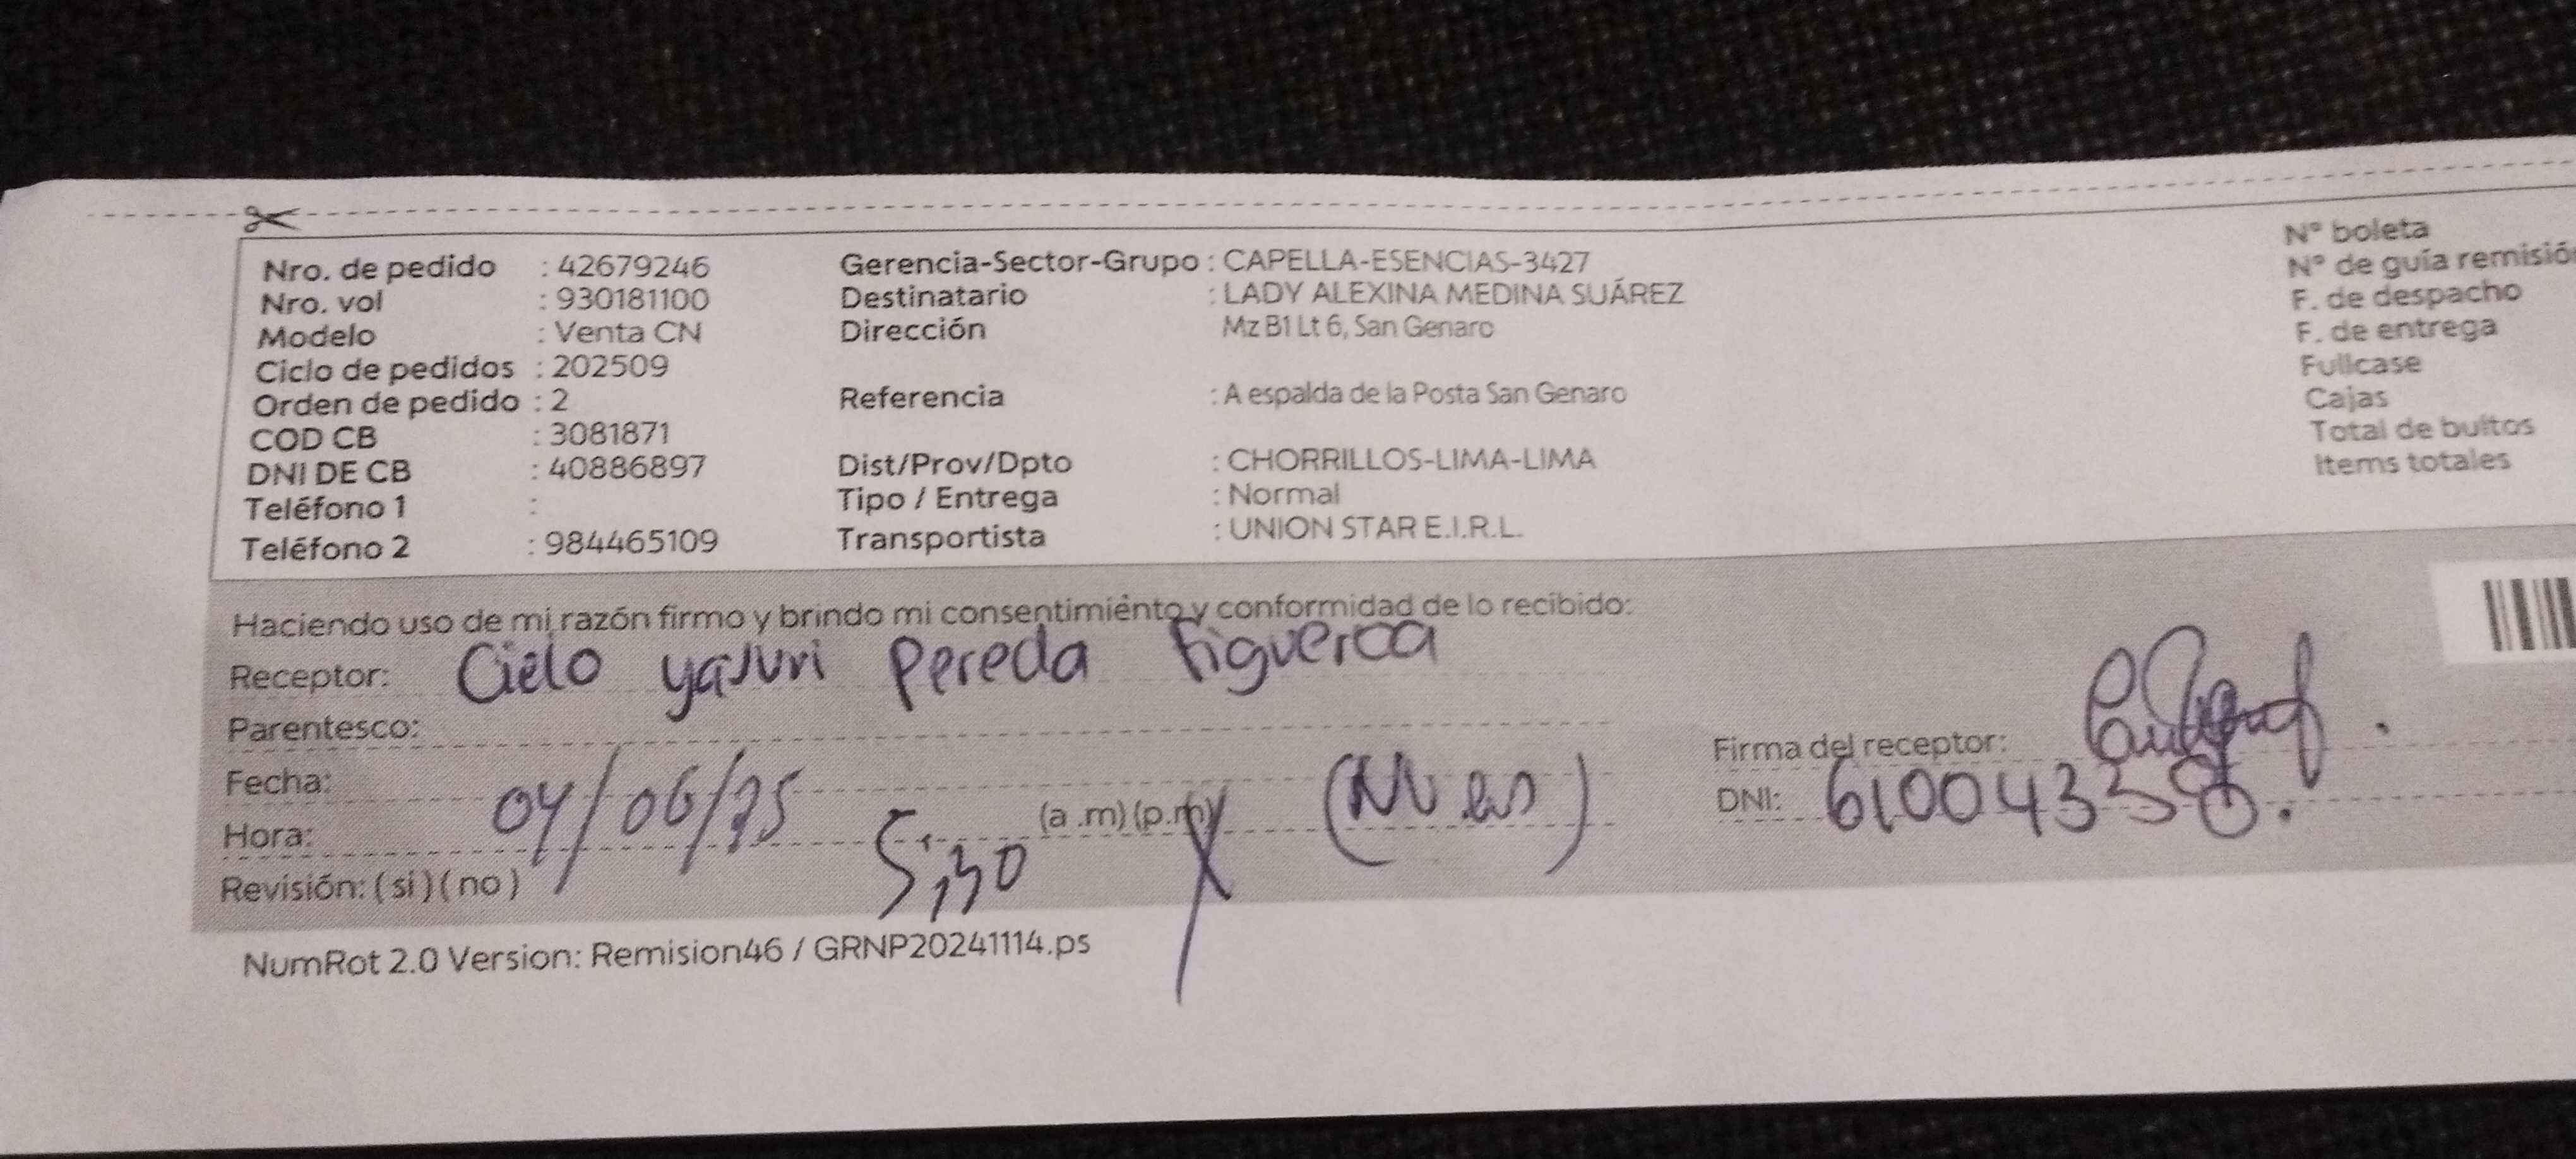 Nro. de pedido : 42679246
Nro. vol : 930181100
Modelo : Venta CN
Ciclo de pedidos : 202509
Orden de pedido : 2
COD CB : 3081871
DNI DE CB : 40886897
Teléfono 1 :
Teléfono 2 : 984465109
Gerencia-Sector-Grupo : CAPELLA-ESENCIAS-3427
Destinatario : LADY ALEXINA MEDINA SUÁREZ
Dirección Mz B1 Lt 6, San Genaro
Referencia : A espalda de la Posta San Genaro
Dist/Prov/Dpto : CHORRILLOS-LIMA-LIMA
Tipo / Entrega : Normal
Transportista : UNION STAR E.I.R.L.
N° boleta
N° de guía remisión
F. de despacho
F. de entrega
Fullcase
Cajas
Total de bultos
Items totales
Haciendo uso de mi razón firmo y brindo mi consentimiento y conformidad de lo recibido:
Receptor: Cielo yajuri Pereda Figueroa
Parentesco:
Fecha: 04/06/25
Hora: 5:30 (a .m) (p.m)
Revisión: ( si ) ( no )
Firma del receptor:
DNI: 61004338
NumRot 2.0 Version: Remision46 / GRNP20241114.ps